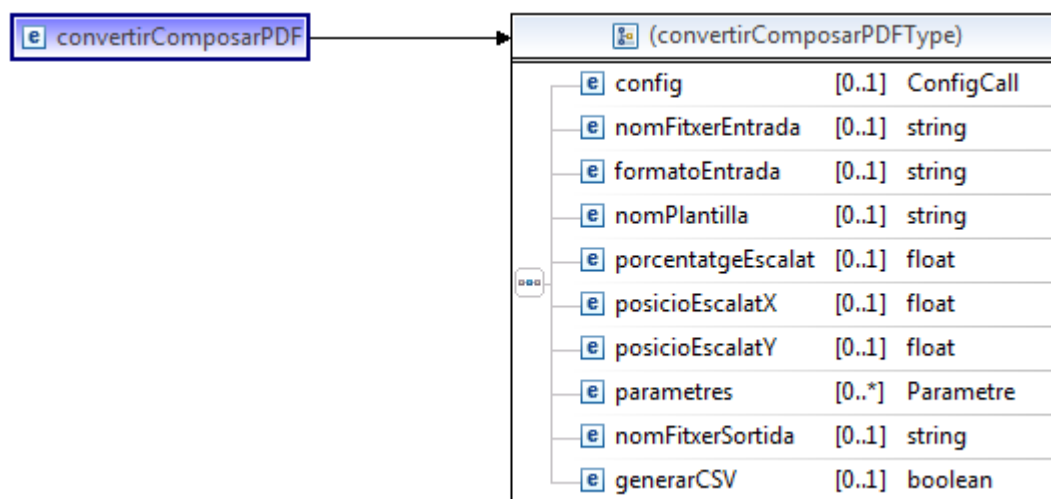 e convertirComposarPDF
(convertirComposarPDFType)
e config [0..1] ConfigCall
e nomFitxerEntrada [0..1] string
e formatoEntrada [0..1] string
e nomPlantilla [0..1] string
e porcentatgeEscalat [0..1] float
e posicioEscalatX [0..1] float
e posicioEscalatY [0..1] float
e parametres [0..*] Parametre
e nomFitxerSortida [0..1] string
e generarCSV [0..1] boolean